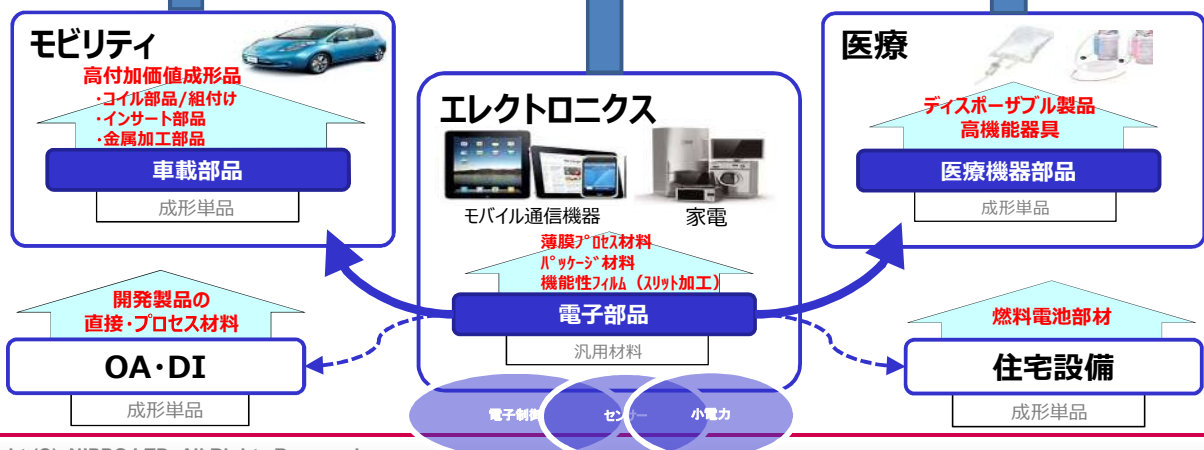 モビリティ
高付加価値成形品
・コイル部品/組付け
・インサート部品
・金属加工部品
車載部品
成形単品
エレクトロニクス
モバイル通信機器
家電
薄膜ﾌﾟﾛｾｽ材料
ﾊﾟｯｹｰｼﾞ材料
機能性ﾌｨﾙﾑ（ｽﾘｯﾄ加工）
電子部品
汎用材料
医療
ディスポーザブル製品
高機能器具
医療機器部品
成形単品
開発製品の
直接・プロセス材料
OA・DI
成形単品
燃料電池部材
住宅設備
成形単品
電子制御
センサー
小電力